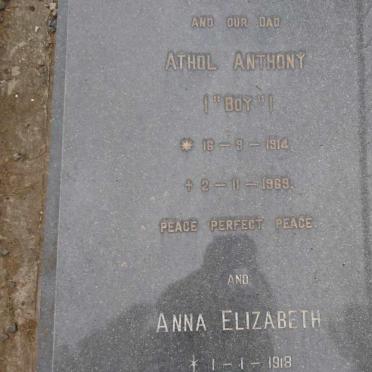 AND OUR DAD
ATHOL ANTHONY
("BOY")
* 16 – 9 – 1914.
+ 2 – 11 – 1969.
PEACE PERFECT PEACE.
AND
ANNA ELIZABETH
* 1 – 1 – 1918